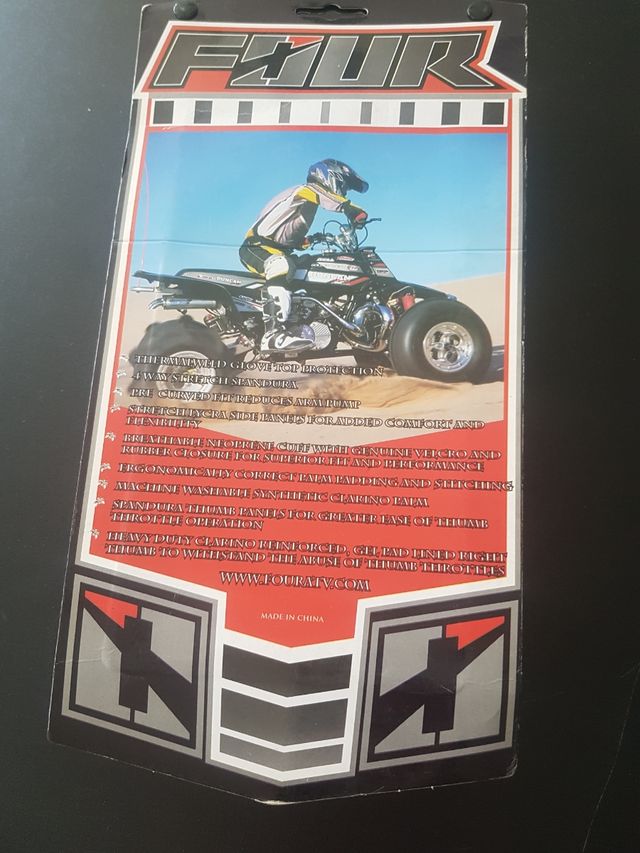 FOUR
THERMALWELD GLOVE TOP PROTECTION
4 WAY STRETCH SPANDURA
PRE-CURVED FIT REDUCES ARM PUMP
STRETCH LYCRA SIDE PANELS FOR ADDED COMFORT AND
FLEXIBILITY
BREATHABLE NEOPRENE CUFF WITH GENUINE VELCRO AND
RUBBER CLOSURE FOR SUPERIOR FIT AND PERFORMANCE
ERGONOMICALLY CORRECT PALM PADDING AND STITCHING
MACHINE WASHABLE SYNTHETIC CLARINO PALM
SPANDURA THUMB PANELS FOR GREATER EASE OF THUMB
THROTTLE OPERATION
HEAVY DUTY CLARINO REINFORCED, GEL PAD LINED RIGHT
THUMB TO WITHSTAND THE ABUSE OF THUMB THROTTLES
WWW.FOURATV.COM
MADE IN CHINA